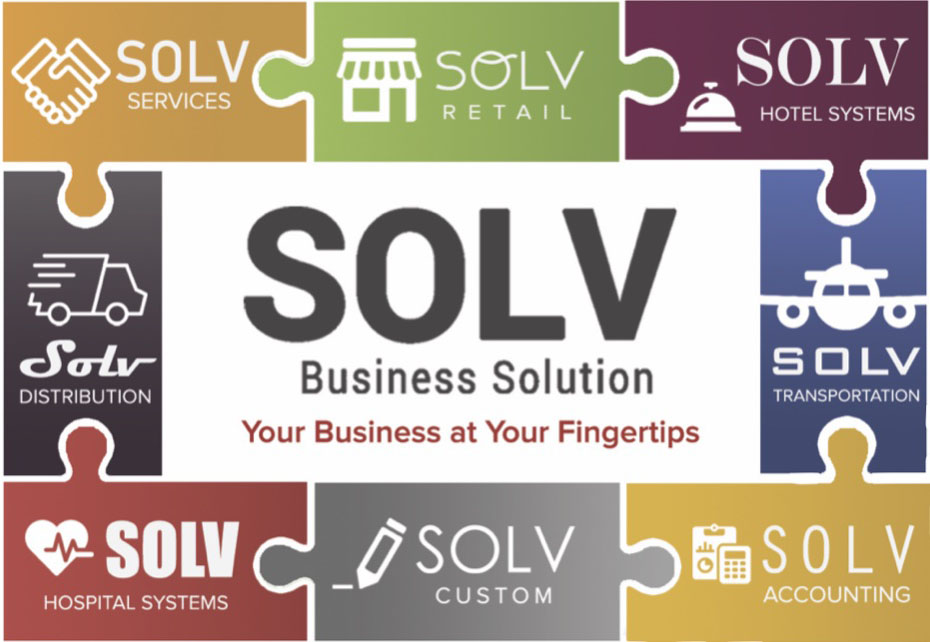 SOLV
SERVICES
SOLV
RETAIL
SOLV
HOTEL SYSTEMS
Solv
DISTRIBUTION
SOLV
Business Solution
Your Business at Your Fingertips
SOLV
TRANSPORTATION
SOLV
HOSPITAL SYSTEMS
SOLV
CUSTOM
SOLV
ACCOUNTING